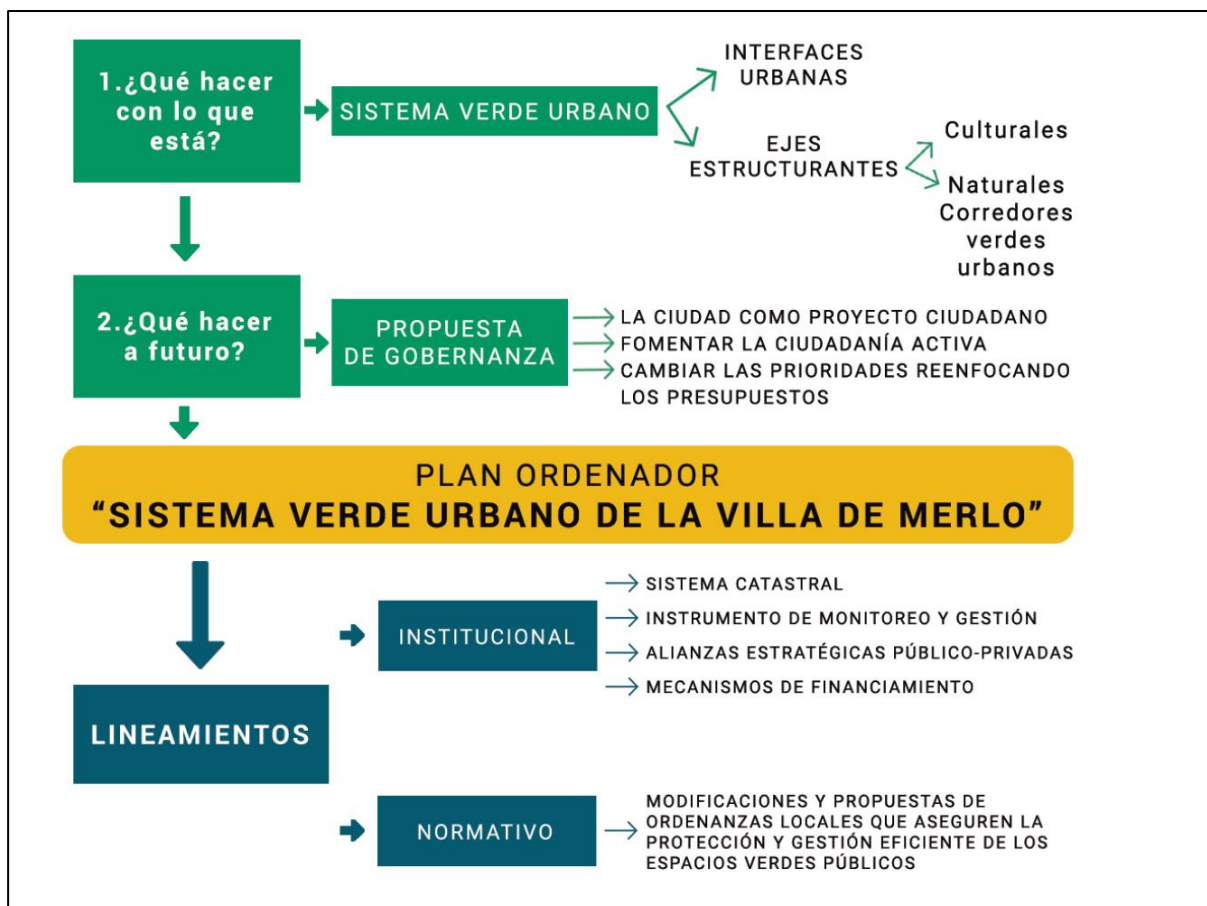 1.¿Qué hacer
con lo que
está?
SISTEMA VERDE URBANO
INTERFACES
URBANAS
EJES
ESTRUCTURANTES
Culturales
Naturales
Corredores
verdes
urbanos
2.¿Qué hacer
a futuro?
PROPUESTA
DE GOBERNANZA
LA CIUDAD COMO PROYECTO CIUDADANO
FOMENTAR LA CIUDADANÍA ACTIVA
CAMBIAR LAS PRIORIDADES REENFOCANDO
LOS PRESUPUESTOS
PLAN ORDENADOR
“SISTEMA VERDE URBANO DE LA VILLA DE MERLO”
LINEAMIENTOS
INSTITUCIONAL
SISTEMA CATASTRAL
INSTRUMENTO DE MONITOREO Y GESTIÓN
ALIANZAS ESTRATÉGICAS PÚBLICO-PRIVADAS
MECANISMOS DE FINANCIAMIENTO
NORMATIVO
MODIFICACIONES Y PROPUESTAS DE
ORDENANZAS LOCALES QUE ASEGUREN LA
PROTECCIÓN Y GESTIÓN EFICIENTE DE LOS
ESPACIOS VERDES PÚBLICOS